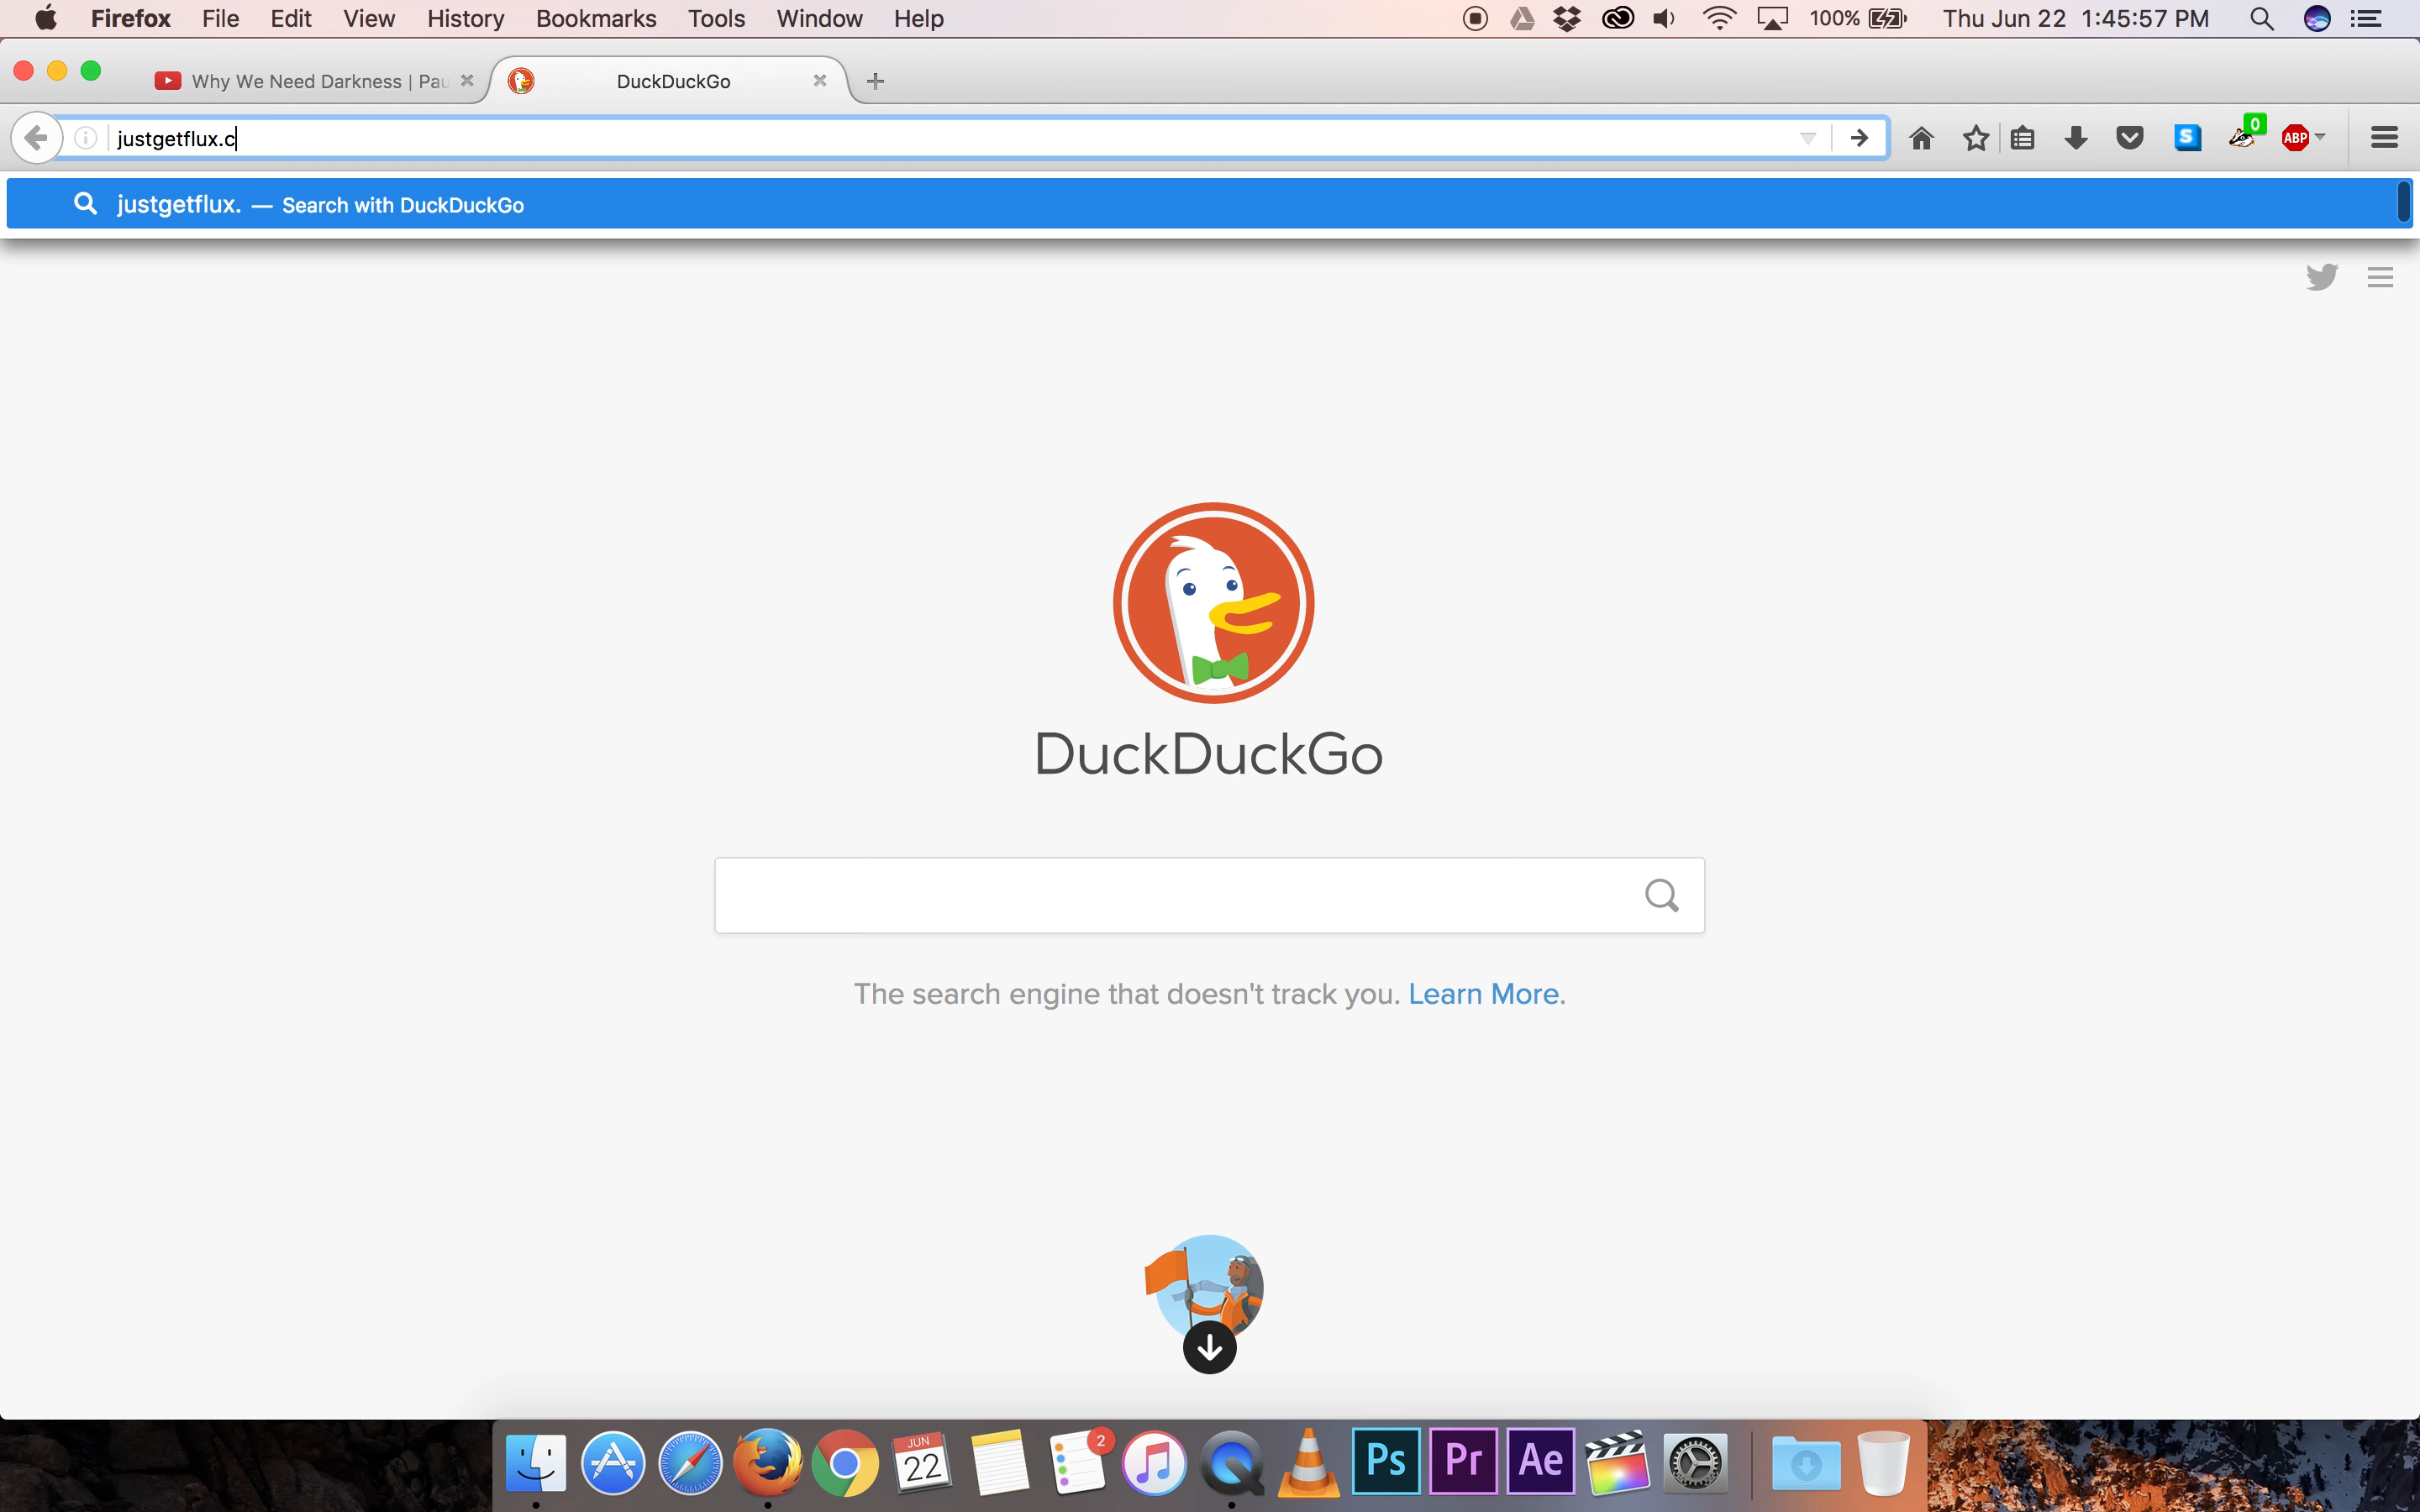 Firefox File Edit View History Bookmarks Tools Window Help 100% Thu Jun 22 1:45:57 PM
Why We Need Darkness | Pau DuckDuckGo
justgetflux.c S 0 ABP
justgetflux. — Search with DuckDuckGo
DuckDuckGo
The search engine that doesn't track you. Learn More.
JUN 22 2 Ps Pr Ae